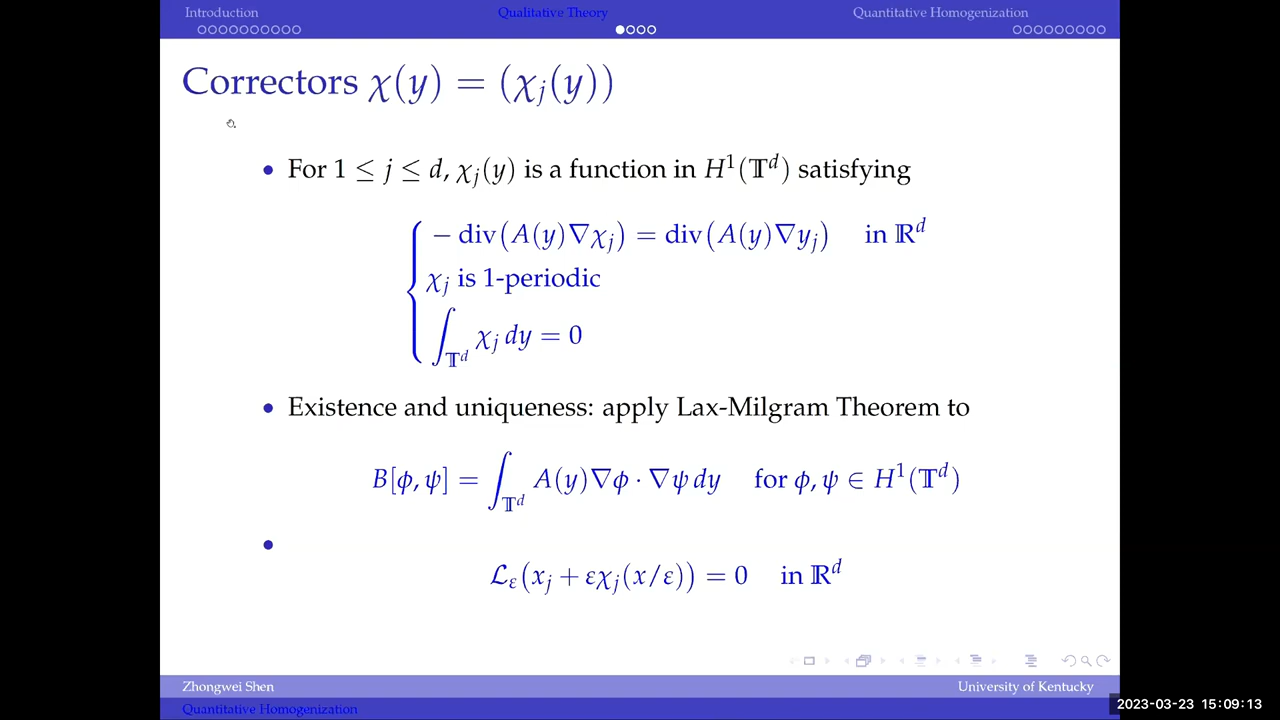 Introduction Qualitative Theory Quantitative Homogenization
Correctors χ(y) = (χ_j(y))
• For 1 ≤ j ≤ d, χ_j(y) is a function in H^1(𝕋^d) satisfying
− div(A(y)∇χ_j) = div(A(y)∇y_j) in ℝ^d
χ_j is 1-periodic
∫_{𝕋^d} χ_j dy = 0
• Existence and uniqueness: apply Lax-Milgram Theorem to
B[ϕ, ψ] = ∫_{𝕋^d} A(y)∇ϕ · ∇ψ dy for ϕ, ψ ∈ H^1(𝕋^d)
•
ℒ_ε(x_j + εχ_j(x/ε)) = 0 in ℝ^d
Zhongwei Shen University of Kentucky
Quantitative Homogenization
2023-03-23 15:09:13